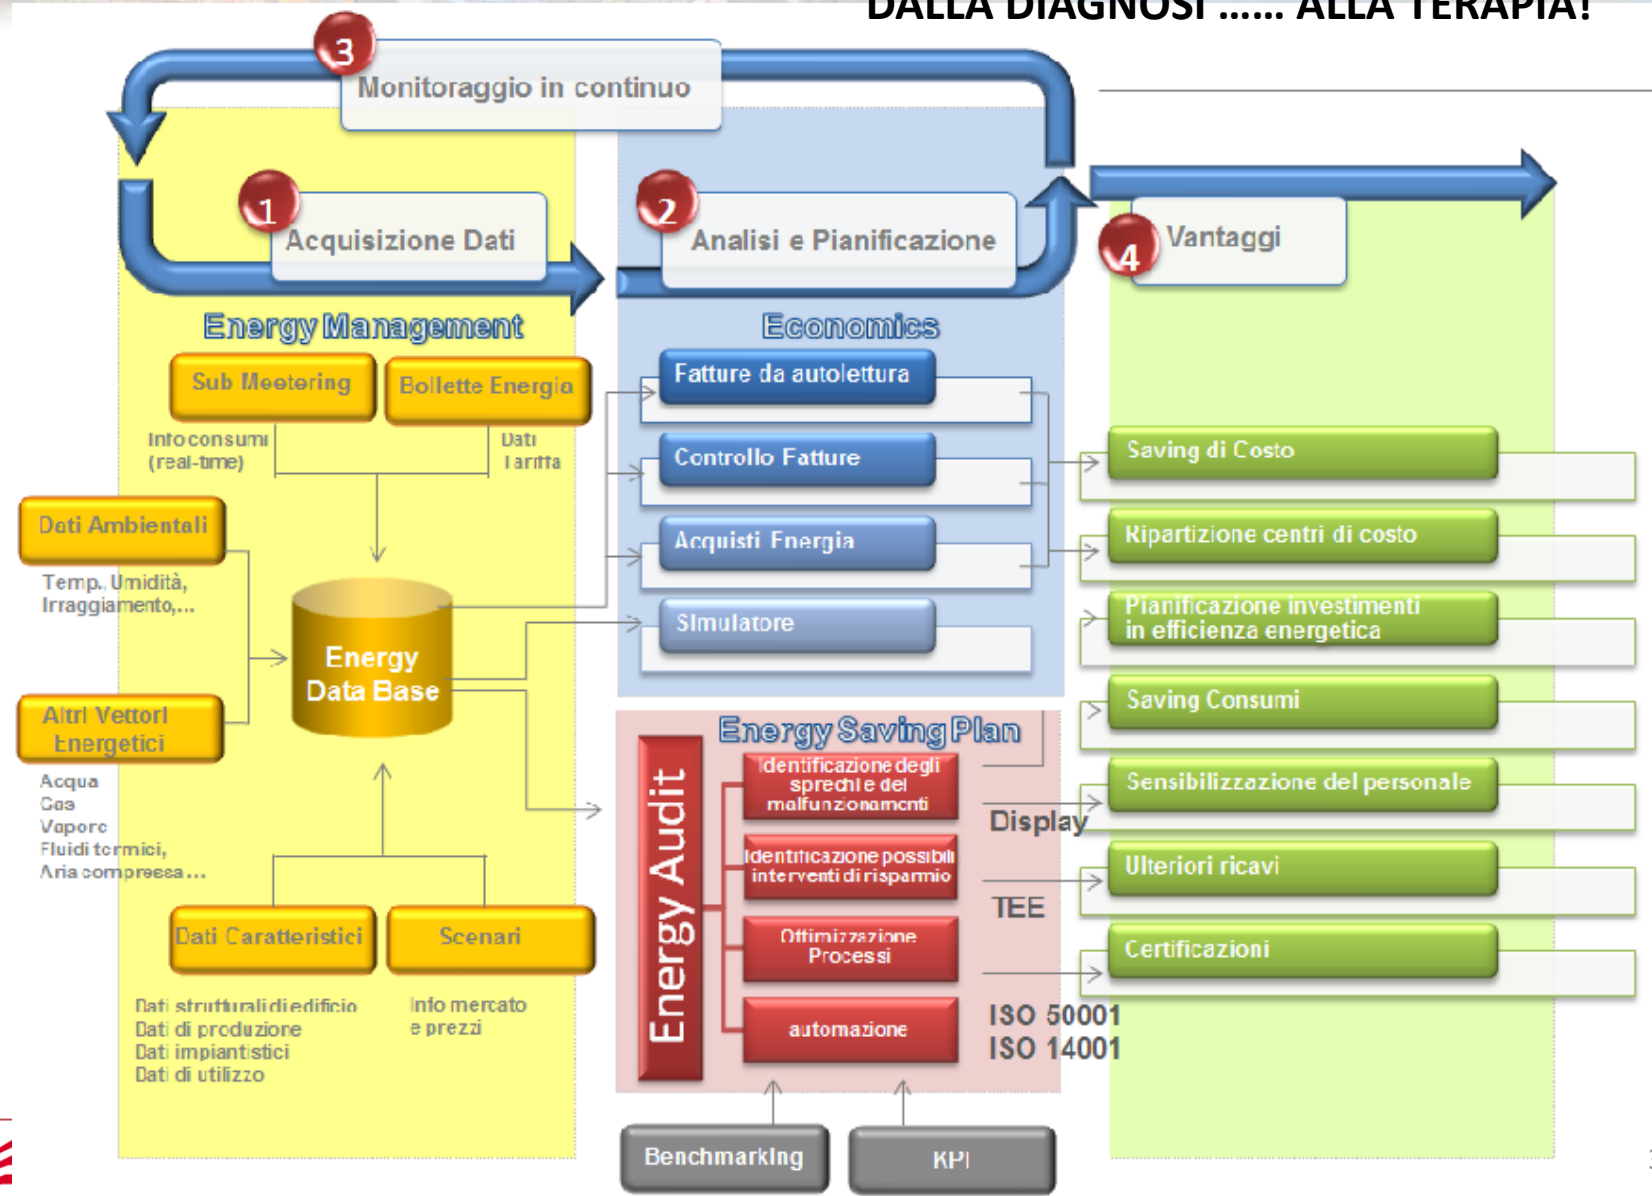 DALLA DIAGNOSI ...... ALLA TERAPIA!
3
Monitoraggio in continuo
1
Acquisizione Dati
2
Analisi e Pianificazione
4
Vantaggi
Energy Management
Sub Meetering
Bollette Energia
Info consumi
(real-time)
Dati
Tariffa
Dati Ambientali
Temp., Umidità,
Irraggiamento,...
Energy
Data Base
Altri Vettori
Energetici
Acqua
Gas
Vapore
Fluidi termici,
Aria compressa...
Dati Caratteristici
Scenari
Dati strutturali di edificio
Dati di produzione
Dati impiantistici
Dati di utilizzo
Info mercato
e prezzi
Economics
Fatture da autolettura
Controllo Fatture
Acquisti Energia
Simulatore
Energy Saving Plan
Energy Audit
Identificazione degli
sprechi e dei
malfunzionamenti
Identificazione possibili
interventi di risparmio
Ottimizzazione
Processi
automazione
Display
TEE
ISO 50001
ISO 14001
Benchmarking
KPI
Saving di Costo
Ripartizione centri di costo
Pianificazione investimenti
in efficienza energetica
Saving Consumi
Sensibilizzazione del personale
Ulteriori ricavi
Certificazioni